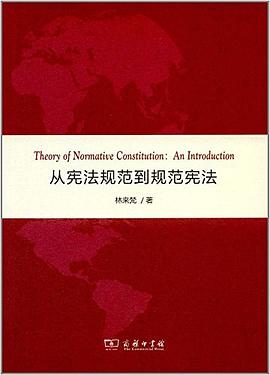 Theory of Normative Constitution: An Introduction
从宪法规范到规范宪法
林来梵 / 著
商务印书馆
The Commercial Press